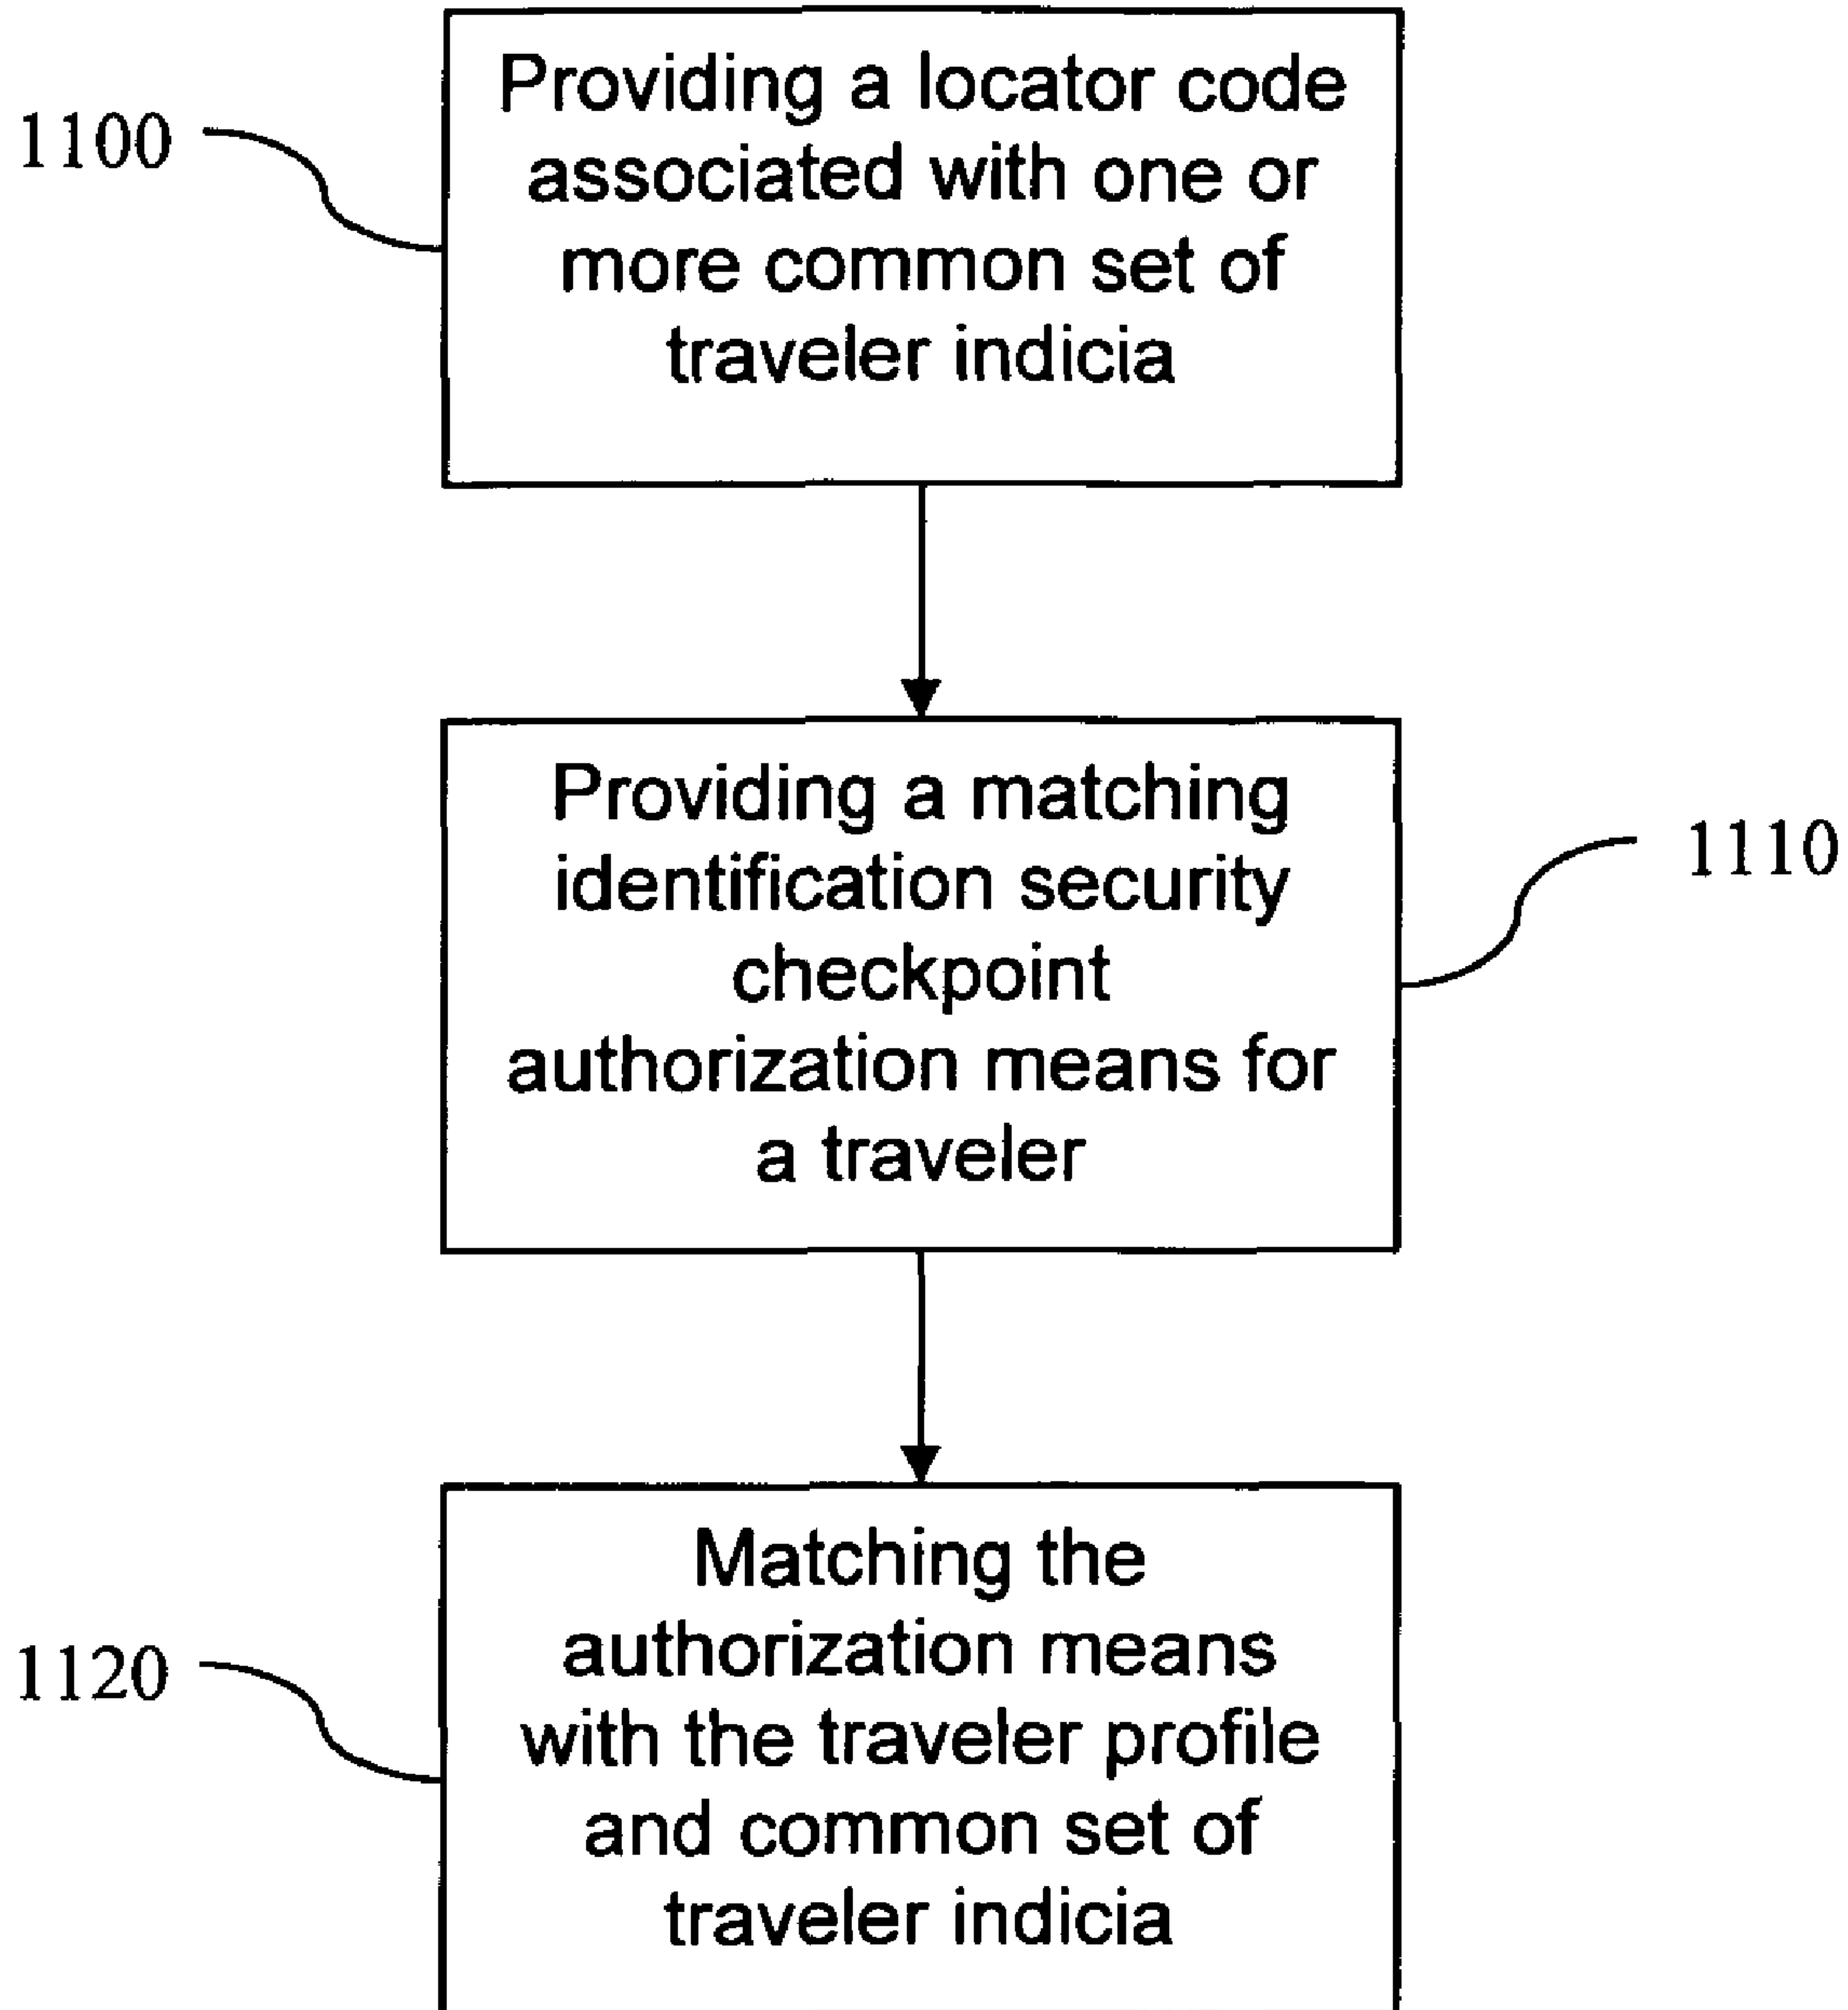 1100
Providing a locator code
associated with one or
more common set of
traveler indicia
Providing a matching
identification security
checkpoint
authorization means for
a traveler
1110
Matching the
authorization means
with the traveler profile
and common set of
traveler indicia
1120